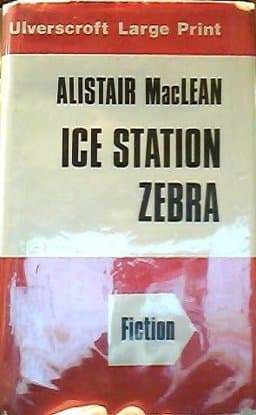 Ulverscroft Large Print
ALISTAIR MacLEAN
ICE STATION
ZEBRA
Fiction